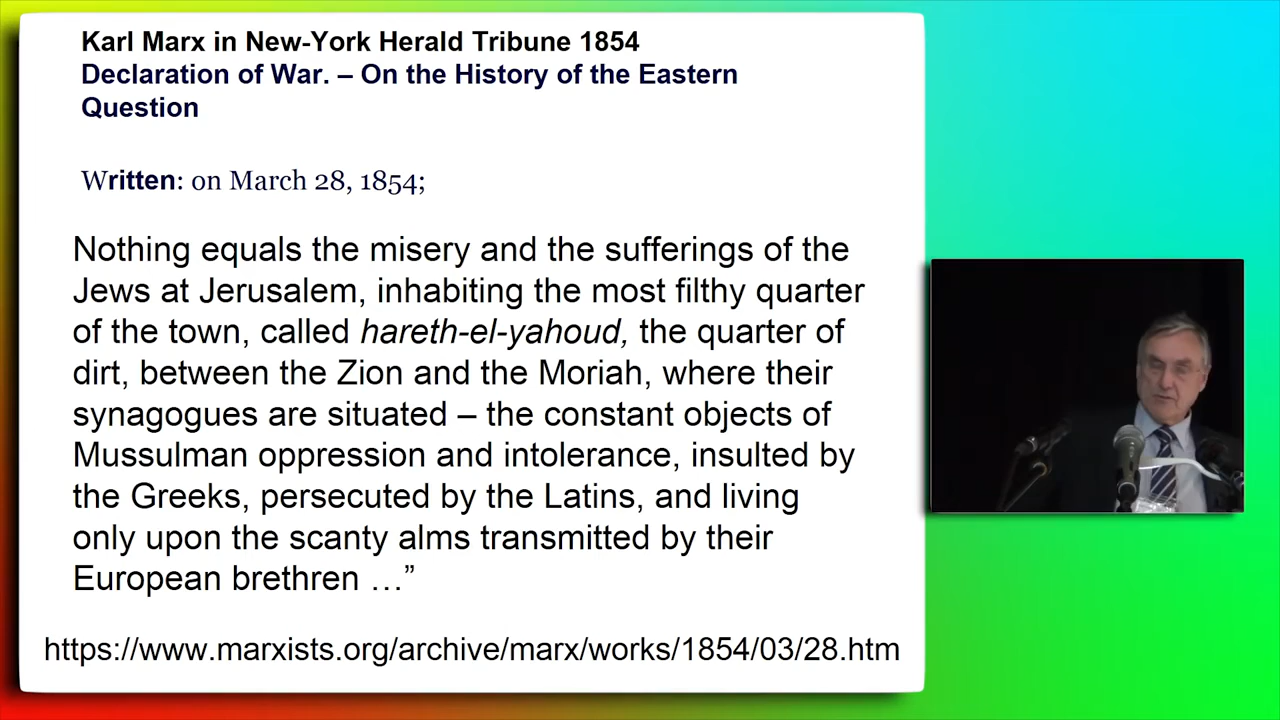 Karl Marx in New-York Herald Tribune 1854
Declaration of War. – On the History of the Eastern
Question
Written: on March 28, 1854;
Nothing equals the misery and the sufferings of the
Jews at Jerusalem, inhabiting the most filthy quarter
of the town, called hareth-el-yahoud, the quarter of
dirt, between the Zion and the Moriah, where their
synagogues are situated – the constant objects of
Mussulman oppression and intolerance, insulted by
the Greeks, persecuted by the Latins, and living
only upon the scanty alms transmitted by their
European brethren …”
https://www.marxists.org/archive/marx/works/1854/03/28.htm